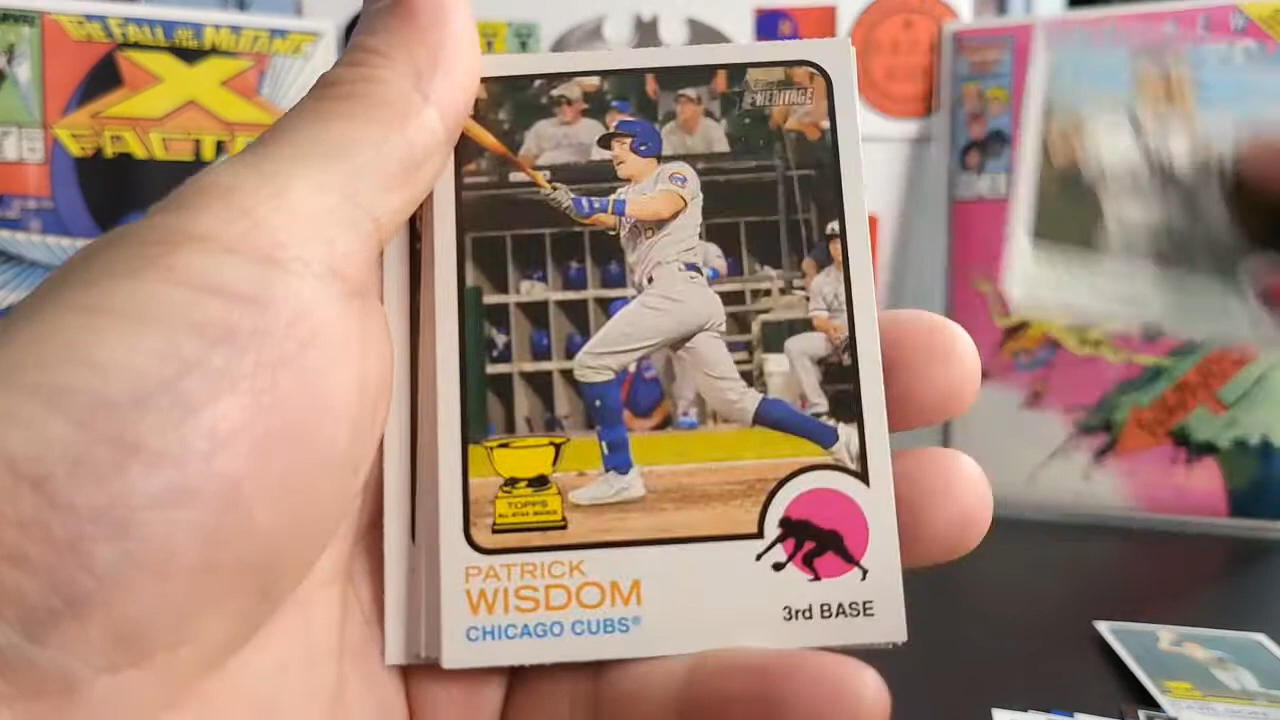 THE FALL OF THE MUTANTS
X
FACTOR
Topps
HERITAGE
TOPPS
ALL-STAR ROOKIE
PATRICK
WISDOM
CHICAGO CUBS®
3rd BASE